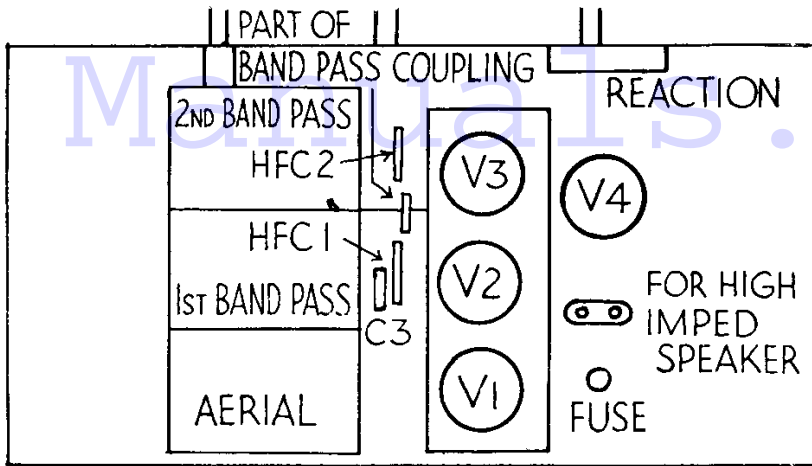 PART OF
BAND PASS COUPLING
REACTION
2ND BAND PASS
HFC 2
V3
V4
HFC 1
V2
1ST BAND PASS
C3
FOR HIGH
IMPED
SPEAKER
V1
AERIAL
FUSE
Manuals.